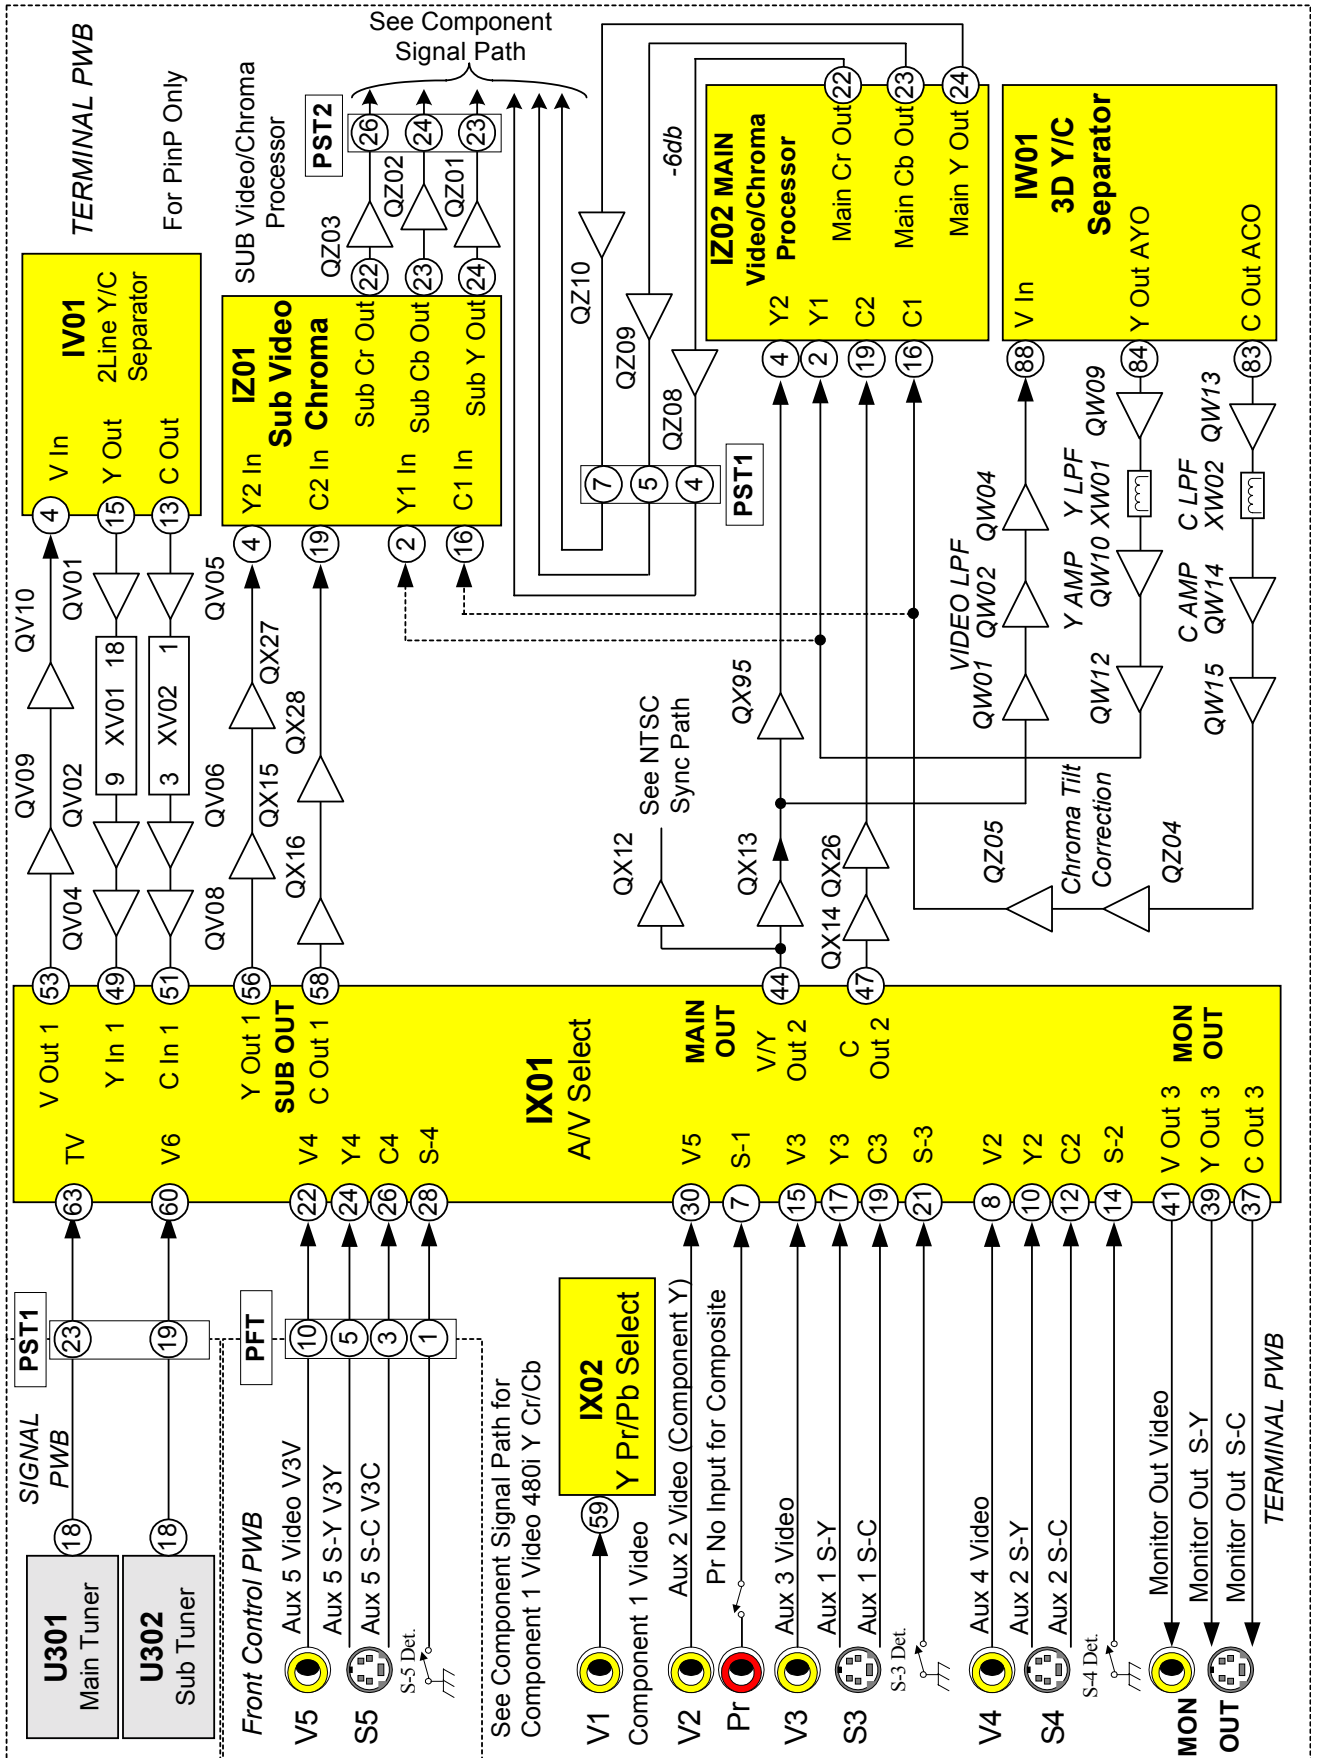 See Component
Signal Path
TERMINAL PWB
For PinP Only
SUB Video/Chroma
Processor
PST2
26
24
23
QZ03
QZ02
QZ01
22
23
24
IV01
2Line Y/C
Separator
V In
Y Out
C Out
4
15
13
IZ01
Sub Video
Chroma
Sub Cr Out
Sub Cb Out
Sub Y Out
Y2 In
C2 In
Y1 In
C1 In
4
19
2
16
QZ10
QZ09
QZ08
7
5
4
PST1
-6db
IZ02 MAIN
Video/Chroma
Processor
Main Cr Out
Main Cb Out
Main Y Out
22
23
24
Y2
Y1
C2
C1
4
2
19
16
IW01
3D Y/C
Separator
V In
Y Out AYO
C Out ACO
88
84
83
QV10
QV09
QV01
QV02
QV04
XV01
18
9
QV05
QV06
QV08
XV02
1
3
QX27
QX15
QX28
QX16
See NTSC
Sync Path
QX12
QX95
QX13
QX14
QX26
VIDEO LPF
QW01
QW02
QW04
QW09
Y LPF
XW01
Y AMP
QW10
QW12
QW13
C LPF
XW02
C AMP
QW14
QW15
QZ05
Chroma Tilt
Correction
QZ04
53
49
51
56
58
44
47
V Out 1
Y In 1
C In 1
Y Out 1
SUB OUT
C Out 1
MAIN
OUT
V/Y
Out 2
C
Out 2
MON
OUT
V Out 3
Y Out 3
C Out 3
IX01
A/V Select
TV
V6
V4
Y4
C4
S-4
V5
S-1
V3
Y3
C3
S-3
V2
Y2
C2
S-2
63
60
22
24
26
28
30
7
15
17
19
21
8
10
12
14
41
39
37
PST1
23
19
SIGNAL
PWB
18
18
U301
Main Tuner
U302
Sub Tuner
PFT
10
5
3
1
Front Control PWB
Aux 5 Video V3V
Aux 5 S-Y V3Y
Aux 5 S-C V3C
S-5 Det.
V5
S5
See Component Signal Path for
Component 1 Video 480i Y Cr/Cb
IX02
Y Pr/Pb Select
59
V1
Component 1 Video
V2
Aux 2 Video (Component Y)
Pr
Pr No Input for Composite
V3
Aux 3 Video
S3
Aux 1 S-Y
Aux 1 S-C
S-3 Det.
V4
Aux 4 Video
S4
Aux 2 S-Y
Aux 2 S-C
S-4 Det.
MON
OUT
Monitor Out Video
Monitor Out S-Y
Monitor Out S-C
TERMINAL PWB